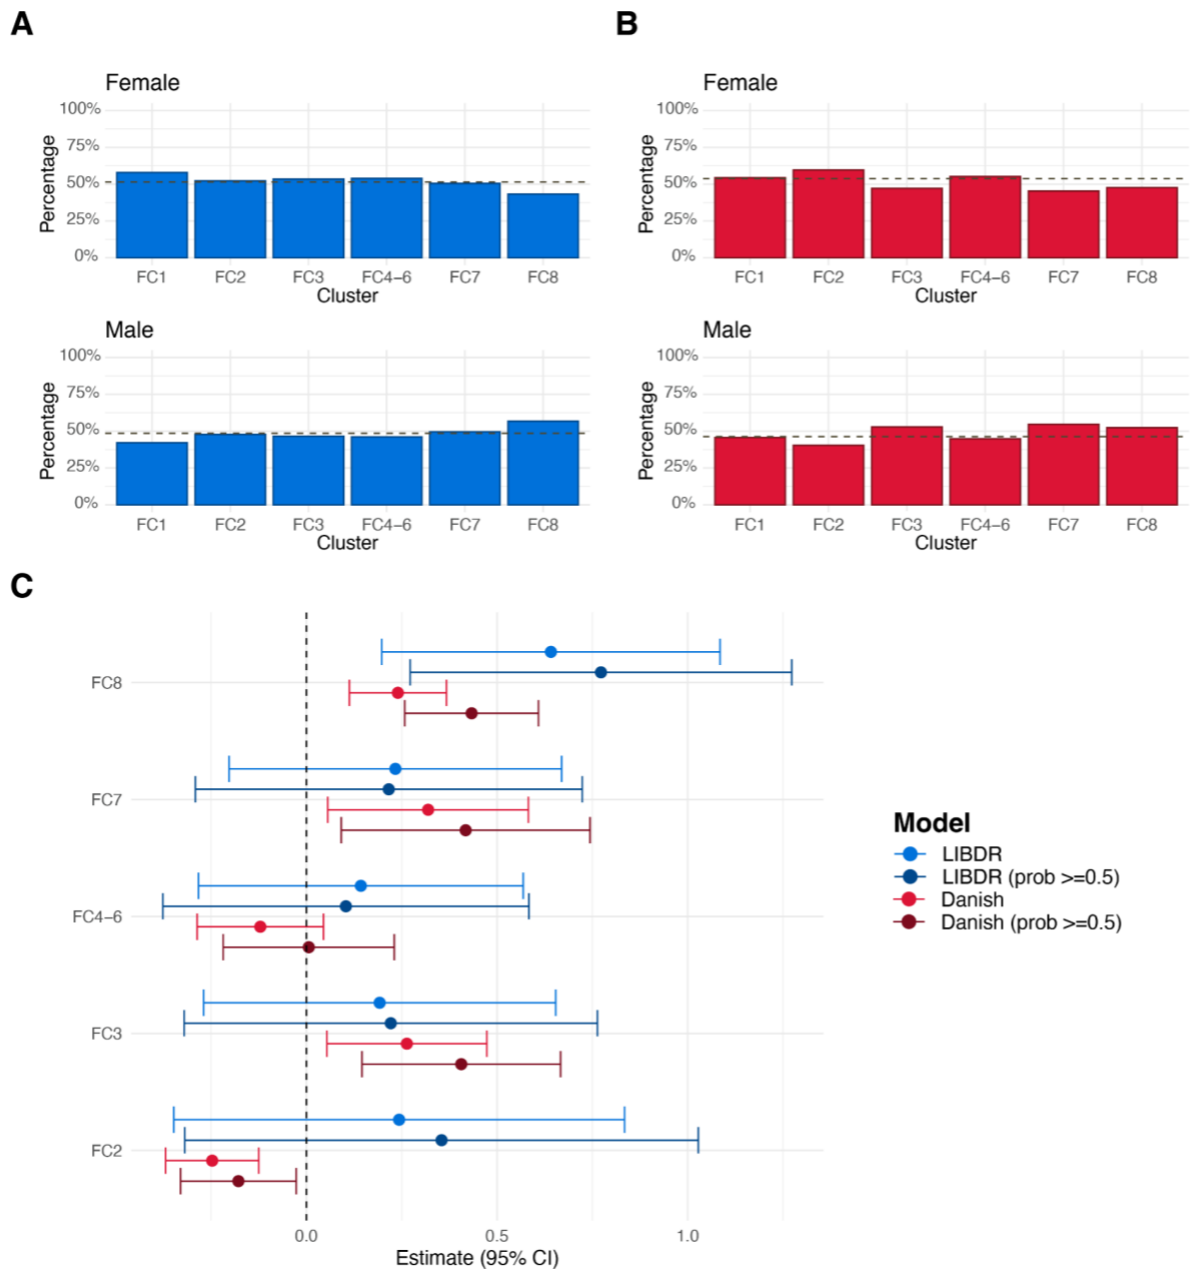 A
B
Female
100%
75%
50%
25%
0%
Percentage
FC1 FC2 FC3 FC4–6 FC7 FC8
Cluster
Male
100%
75%
50%
25%
0%
Percentage
FC1 FC2 FC3 FC4–6 FC7 FC8
Cluster
Female
100%
75%
50%
25%
0%
Percentage
FC1 FC2 FC3 FC4–6 FC7 FC8
Cluster
Male
100%
75%
50%
25%
0%
Percentage
FC1 FC2 FC3 FC4–6 FC7 FC8
Cluster
C
FC8
FC7
FC4–6
FC3
FC2
0.0 0.5 1.0
Estimate (95% CI)
Model
LIBDR
LIBDR (prob >=0.5)
Danish
Danish (prob >=0.5)